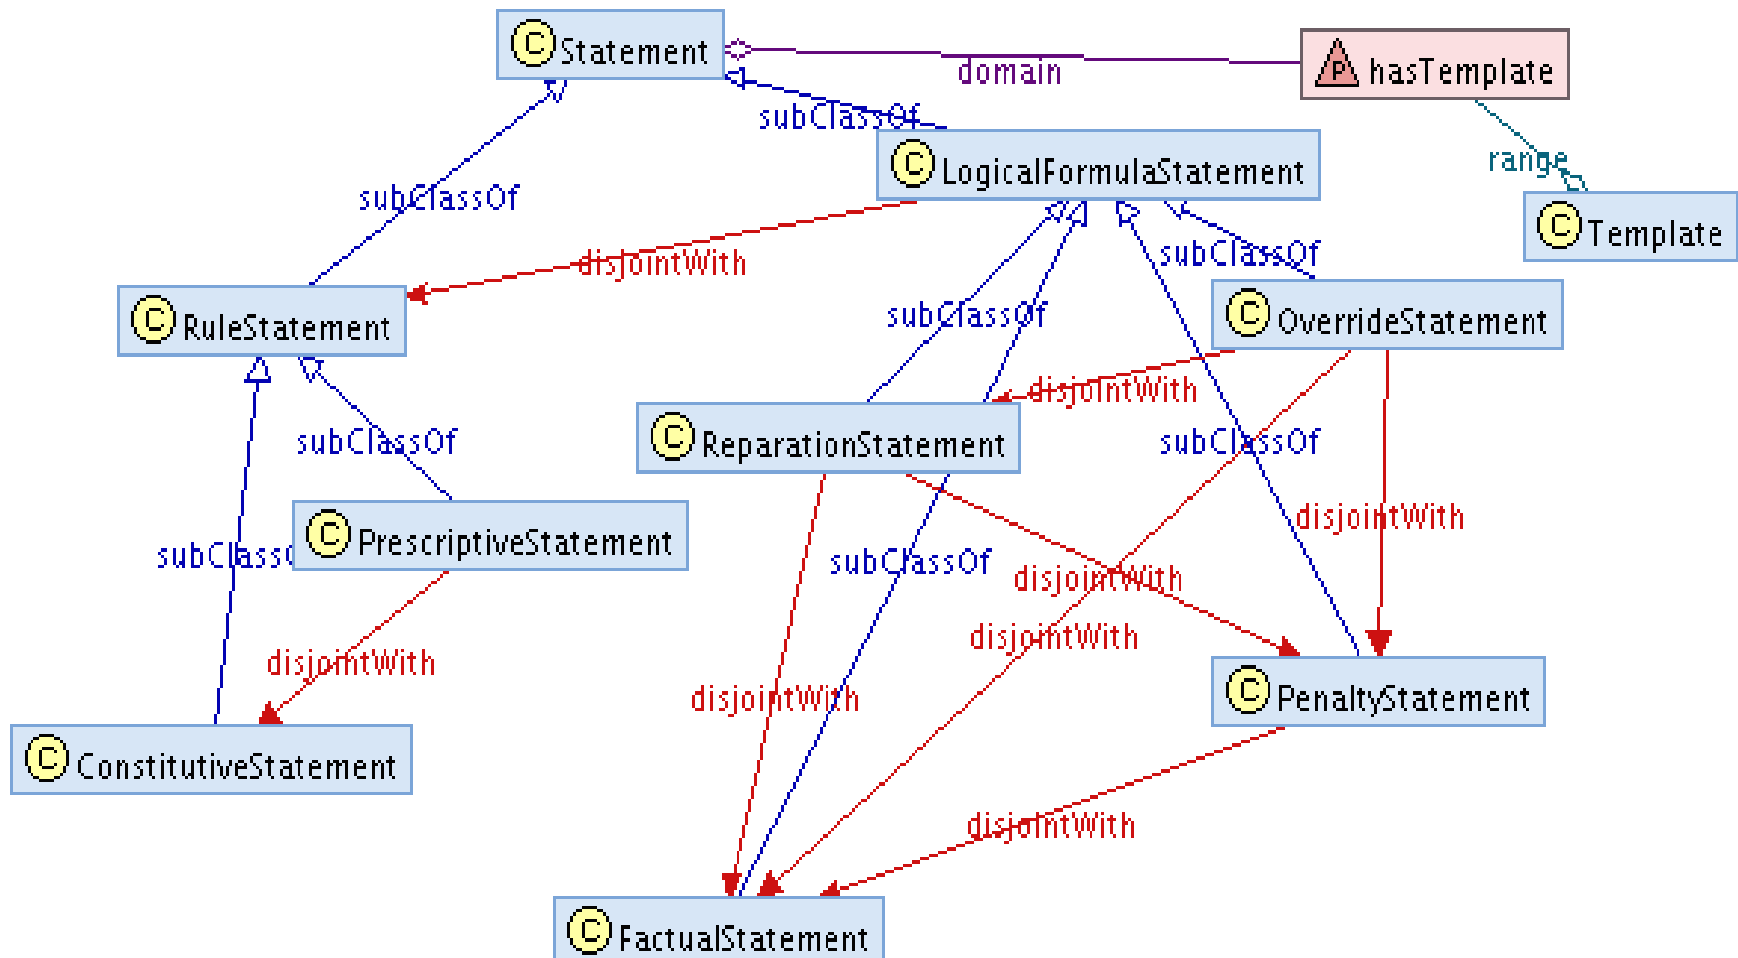 C Statement
P hasTemplate
domain
subClassOf
C LogicalFormulaStatement
range
subClassOf
C Template
disjointWith
subClassOf
C RuleStatement
subClassOf
C OverrideStatement
disjointWith
C ReparationStatement
subClassOf
subClassOf
disjointWith
C PrescriptiveStatement
subClassO
subClassOf
disjointWith
disjointWith
disjointWith
disjointWith
C PenaltyStatement
C ConstitutiveStatement
disjointWith
C FactualStatement